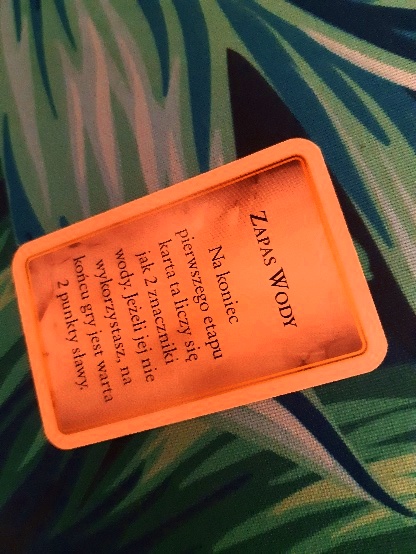 Zapas Wody
Na koniec
pierwszego etapu
karta ta liczy się
jak 2 znaczniki
wody. Jeżeli jej nie
wykorzystasz, na
końcu gry jest warta
2 punkty sławy.